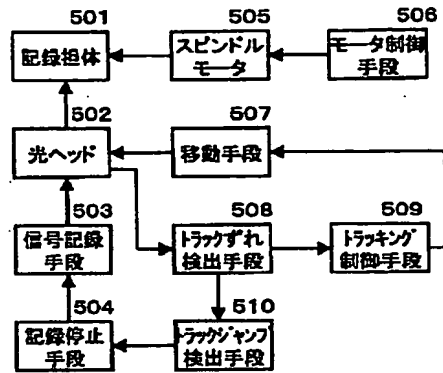 501
記録担体
505
スピンドル
モータ
506
モータ制御
手段
502
光ヘッド
507
移動手段
503
信号記録
手段
508
トラックずれ
検出手段
509
トラッキング
制御手段
504
記録停止
手段
510
トラックジャンプ
検出手段